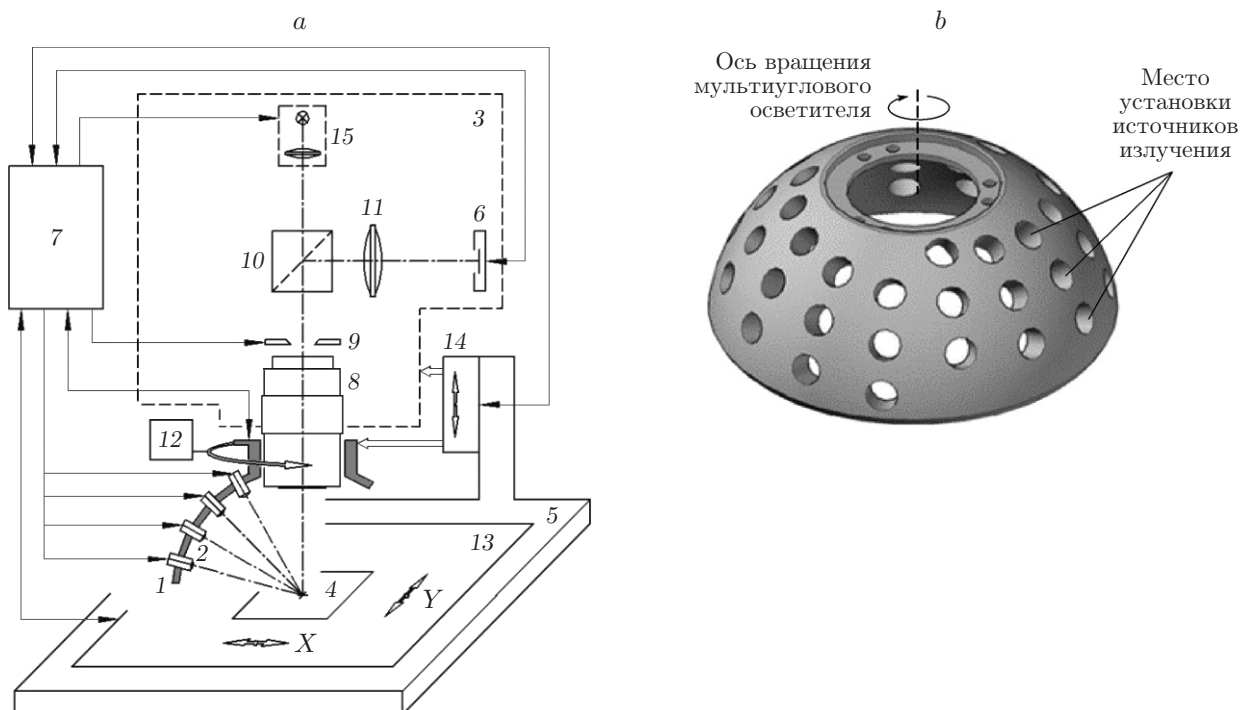 a
b
3
15
Ось вращения
мультиуглового
осветителя
Место
установки
источников
излучения
7
11
6
10
9
14
8
12
5
13
2
1
4
Y
X